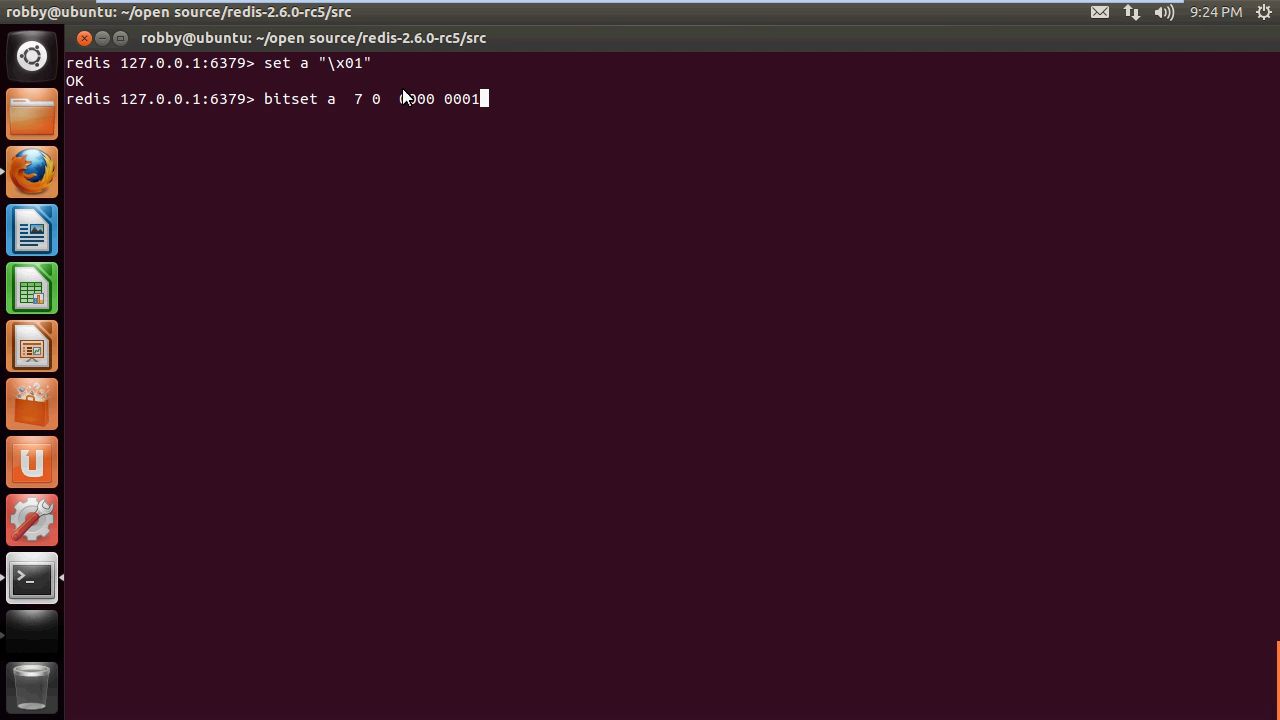 robby@ubuntu: ~/open source/redis-2.6.0-rc5/src
9:24 PM
robby@ubuntu: ~/open source/redis-2.6.0-rc5/src
redis 127.0.0.1:6379> set a "\x01"
OK
redis 127.0.0.1:6379> bitset a  7 0  0000 0001